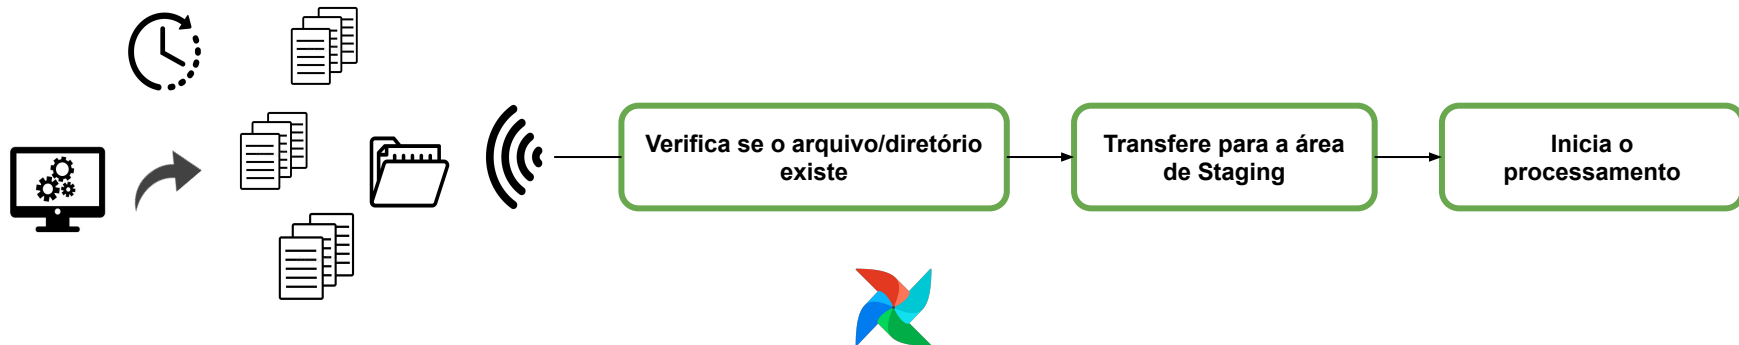 Verifica se o arquivo/diretório
existe
Transfere para a área
de Staging
Inicia o
processamento